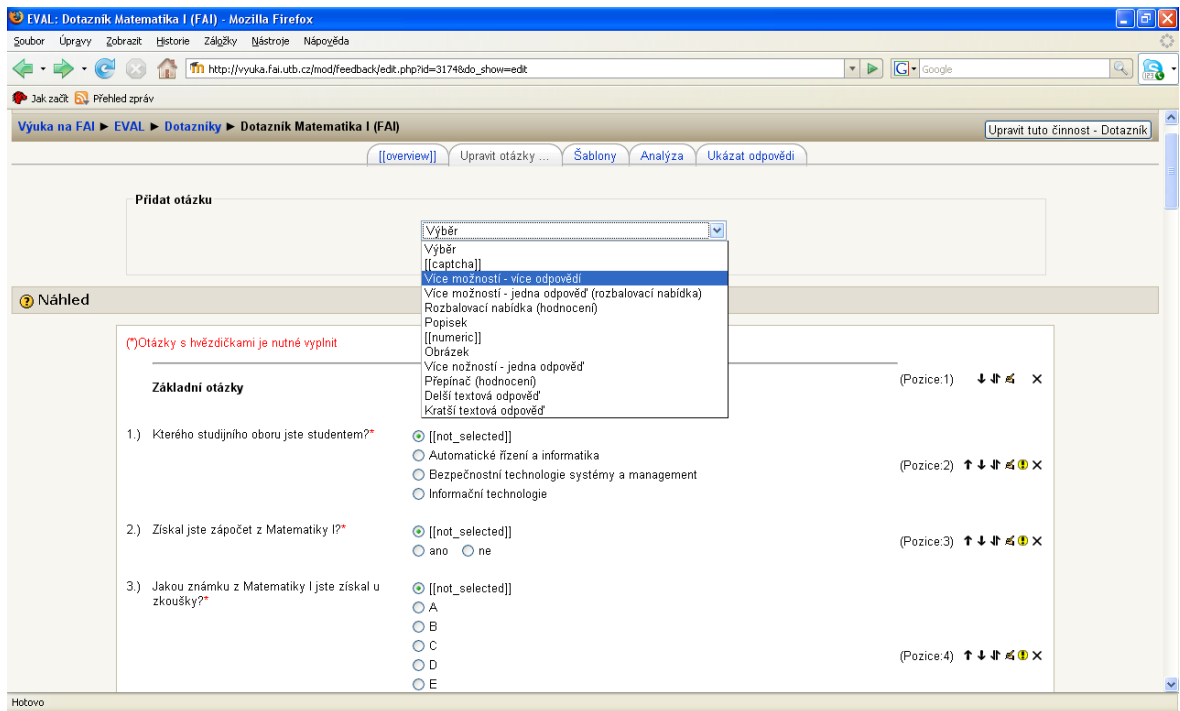 EVAL: Dotazník Matematika I (FAI) - Mozilla Firefox
Soubor Úpravy Zobrazit Historie Záložky Nástroje Nápověda
http://vyuka.fai.utb.cz/mod/feedback/edit.php?id=3174&do_show=edit
G Google
Jak začít Přehled zpráv
Výuka na FAI ► EVAL ► Dotazníky ► Dotazník Matematika I (FAI)
Upravit tuto činnost - Dotazník
[[overview]] Upravit otázky ... Šablony Analýza Ukázat odpovědi
Přidat otázku
Výběr
Výběr
[[captcha]]
Více možností - více odpovědí
Více možností - jedna odpověď (rozbalovací nabídka)
Rozbalovací nabídka (hodnocení)
Popisek
[[numeric]]
Obrázek
Více nožností - jedna odpověď
Přepínač (hodnocení)
Delší textová odpověď
Kratší textová odpověď
Náhled
(*)Otázky s hvězdičkami je nutné vyplnit
Základní otázky
(Pozice:1)
1.) Kterého studijního oboru jste studentem?*
[[not_selected]]
Automatické řízení a informatika
Bezpečnostní technologie systémy a management
Informační technologie
(Pozice:2)
2.) Získal jste zápočet z Matematiky I?*
[[not_selected]]
ano ne
(Pozice:3)
3.) Jakou známku z Matematiky I jste získal u
zkoušky?*
[[not_selected]]
A
B
C
D
E
(Pozice:4)
Hotovo